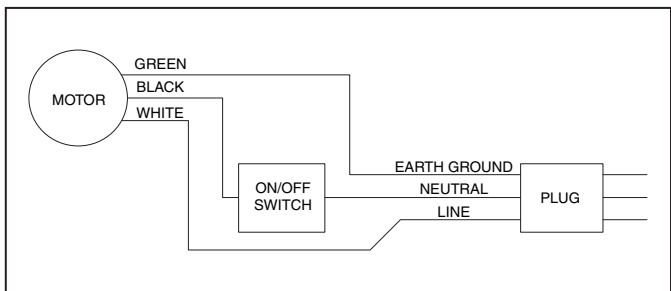 GREEN
BLACK
MOTOR
WHITE
EARTH GROUND
ON/OFF
SWITCH
NEUTRAL
PLUG
LINE